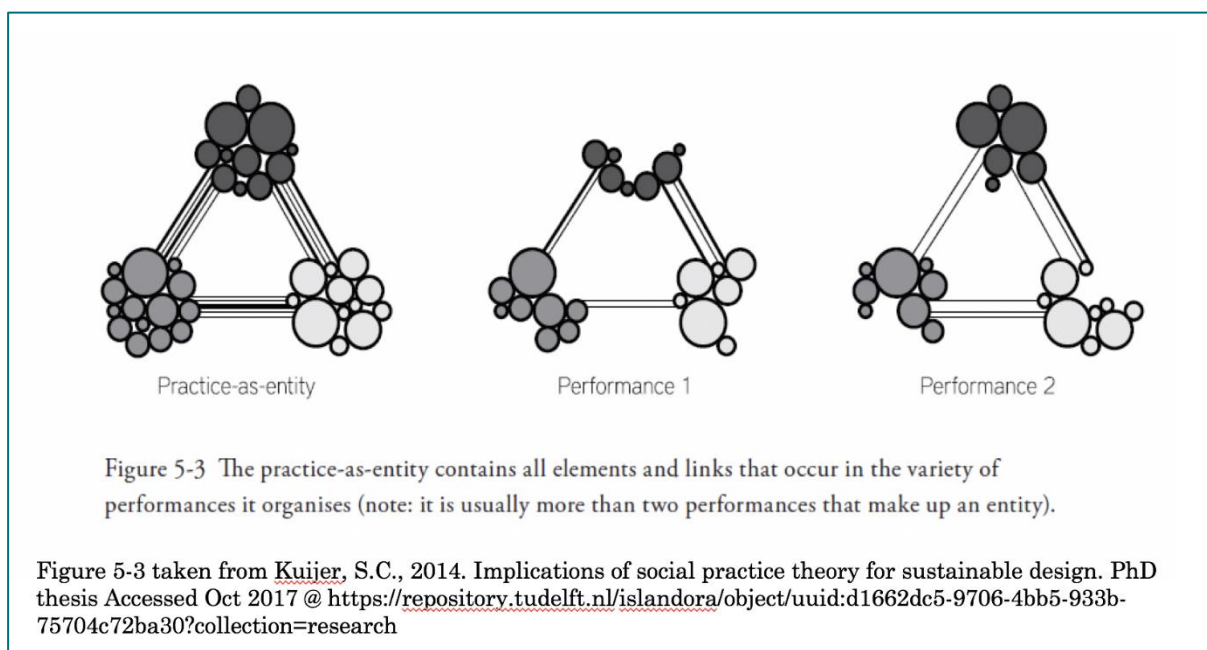 Practice-as-entity
Performance 1
Performance 2
Figure 5-3 The practice-as-entity contains all elements and links that occur in the variety of
performances it organises (note: it is usually more than two performances that make up an entity).
Figure 5-3 taken from Kuijer, S.C., 2014. Implications of social practice theory for sustainable design. PhD
thesis Accessed Oct 2017 @ https://repository.tudelft.nl/islandora/object/uuid:d1662dc5-9706-4bb5-933b-
75704c72ba30?collection=research